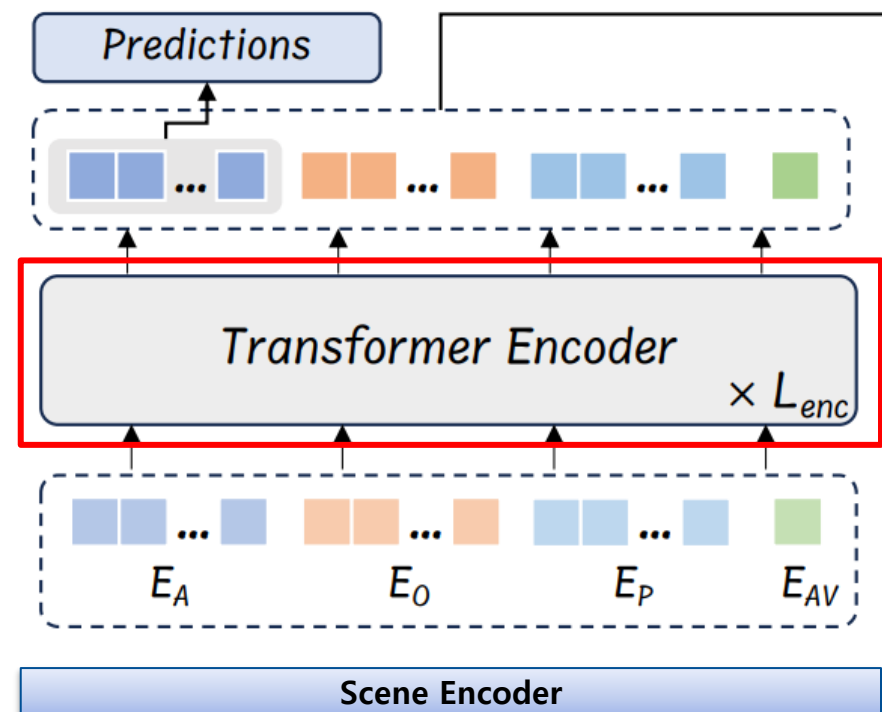 Predictions
... ... ...
Transformer Encoder
× L_enc
... ... ...
E_A E_O E_P E_AV
Scene Encoder